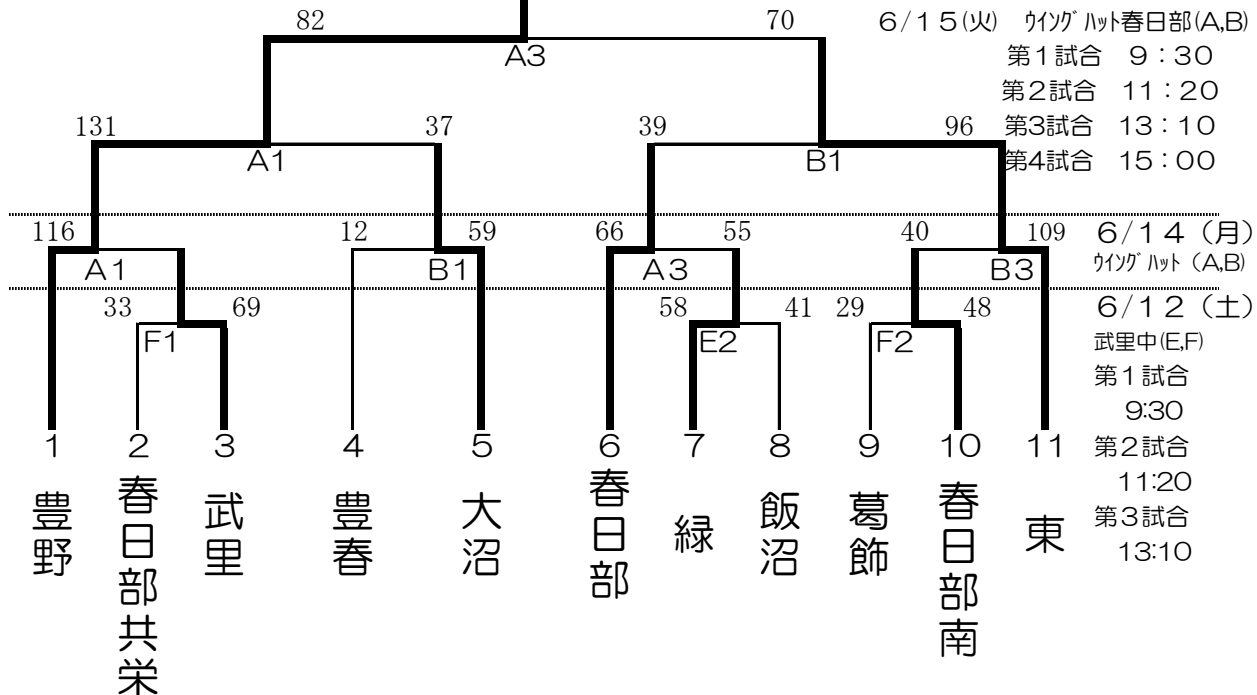 82 70 6/15(火) ウイングハット春日部(A,B)
A3
第1試合 9:30
第2試合 11:20
131 37 39 96 第3試合 13:10
A1 B1 第4試合 15:00
116 12 59 66 55 40 109 6/14 (月)
A1 B1 A3 B3 ウイングハット (A,B)
33 69 58 41 29 48 6/12 (土)
F1 E2 F2 武里中(E,F)
第1試合
9:30
1 2 3 4 5 6 7 8 9 10 11 第2試合
11:20
第3試合
13:10
豊野
春日部共栄
武里
豊春
大沼
春日部
緑
飯沼
葛飾
春日部南
東